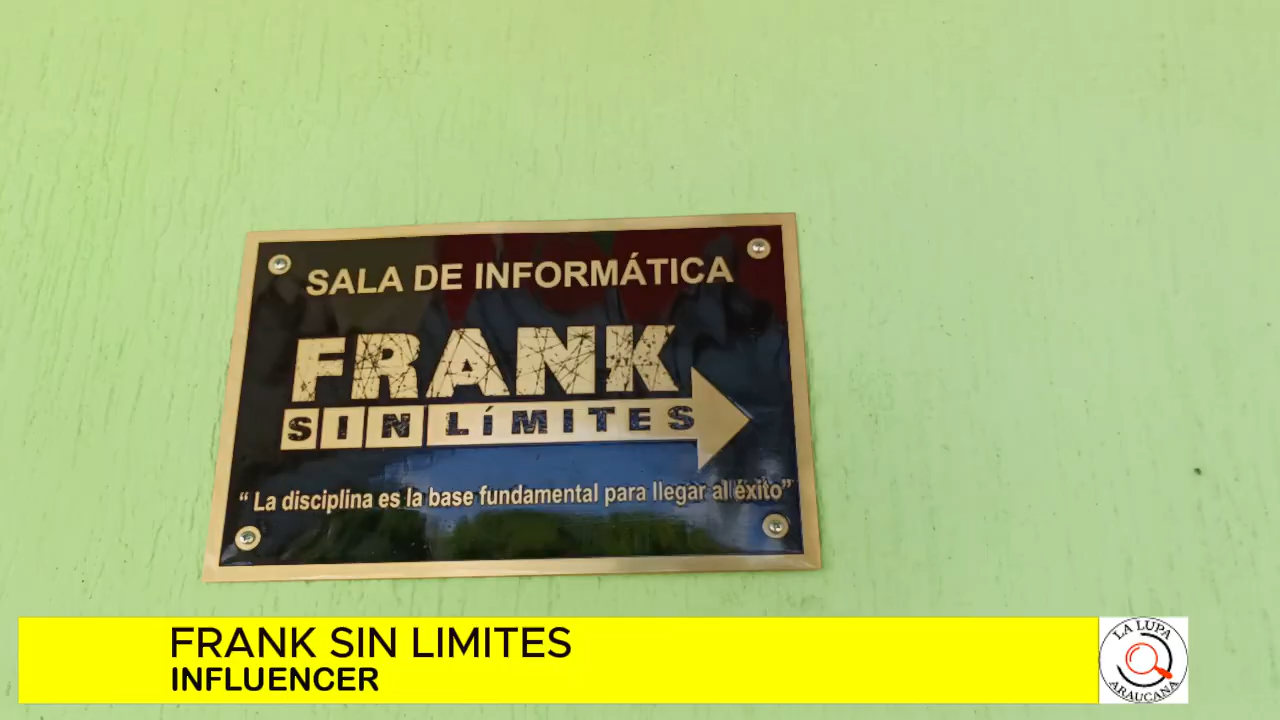 SALA DE INFORMÁTICA
FRANK
SIN LÍMITES
“ La disciplina es la base fundamental para llegar al éxito”
FRANK SIN LIMITES
INFLUENCER
LA LUPA
ARAUCANA